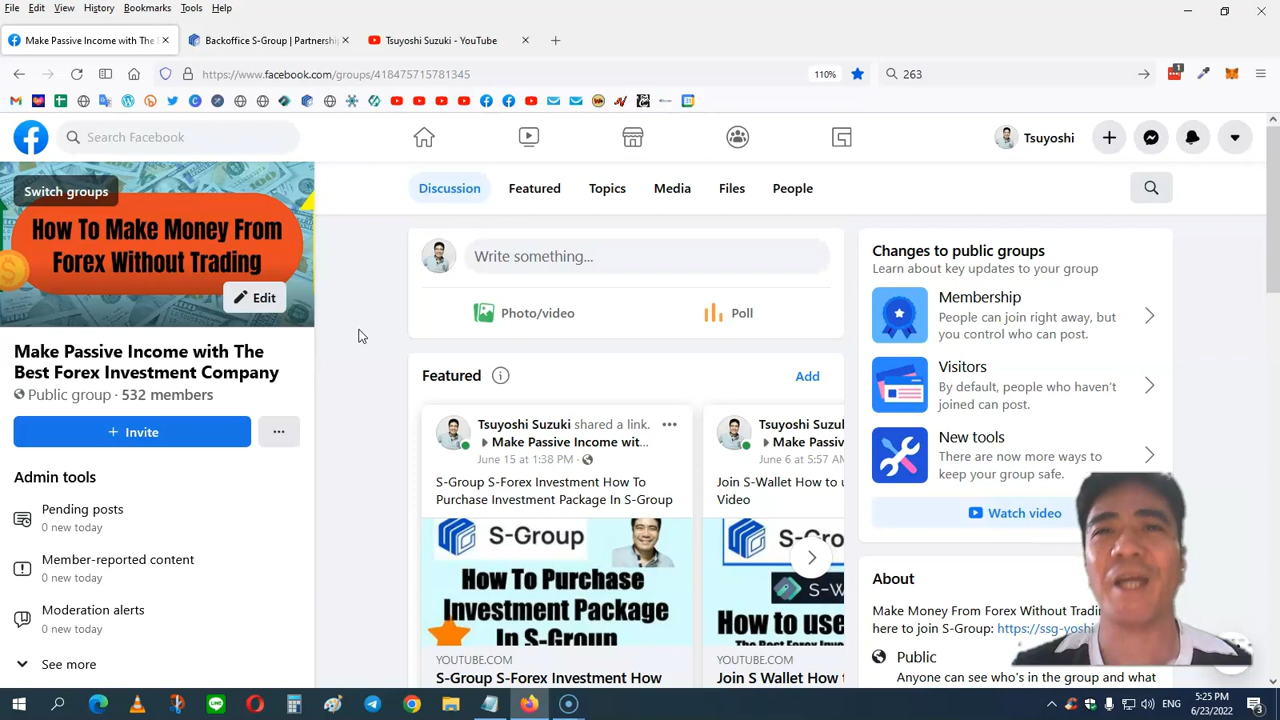 File Edit View History Bookmarks Tools Help
Make Passive Income with The
Backoffice S-Group | Partnership
Tsuyoshi Suzuki - YouTube
https://www.facebook.com/groups/418475715781345
110%
263
1
Search Facebook
Tsuyoshi
Switch groups
How To Make Money From
Forex Without Trading
Edit
Make Passive Income with The
Best Forex Investment Company
Public group · 532 members
+ Invite
Admin tools
Pending posts
0 new today
Member-reported content
0 new today
Moderation alerts
0 new today
See more
Discussion Featured Topics Media Files People
Write something...
Photo/video
Poll
Featured
Add
Tsuyoshi Suzuki shared a link.
Make Passive Income wit...
June 15 at 1:38 PM ·
S-Group S-Forex Investment How To
Purchase Investment Package In S-Group
S-Group
How To Purchase
Investment Package
In S-Group
YOUTUBE.COM
S-Group S-Forex Investment How
Tsuyoshi Suzu
Make Passi
June 6 at 5:57 A
Join S-Wallet How to u
Video
S-Gro
S-W
How to use
YOUTUBE.COM
Join S Wallet How t
Changes to public groups
Learn about key updates to your group
Membership
People can join right away, but
you control who can post.
Visitors
By default, people who haven't
joined can post.
New tools
There are now more ways to
keep your group safe.
Watch video
About
Make Money From Forex Without Tradi
here to join S-Group: https://ssg-yoshi
Public
Anyone can see who's in the group and what
ENG
5:25 PM
6/23/2022
3